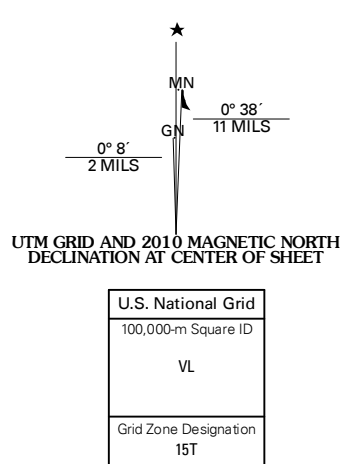 MN
0° 38´
11 MILS
GN
0° 8´
2 MILS
UTM GRID AND 2010 MAGNETIC NORTH
DECLINATION AT CENTER OF SHEET
U.S. National Grid
100,000-m Square ID
VL
Grid Zone Designation
15T